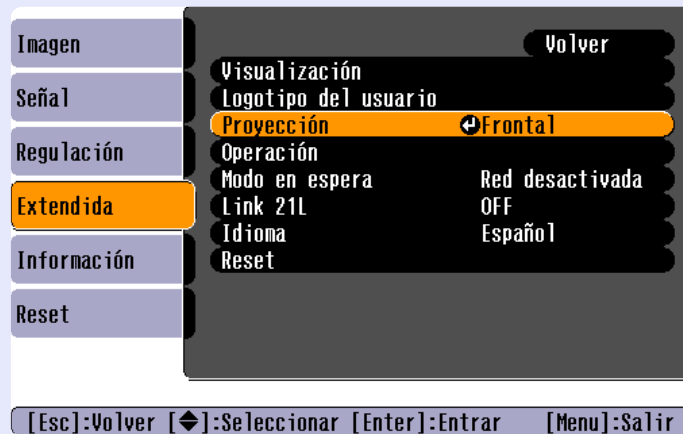 Imagen
Señal
Regulación
Extendida
Información
Reset
Volver
Visualización
Logotipo del usuario
Proyección Frontal
Operación
Modo en espera Red desactivada
Link 21L OFF
Idioma Español
Reset
[Esc]:Volver [◆]:Seleccionar [Enter]:Entrar [Menu]:Salir